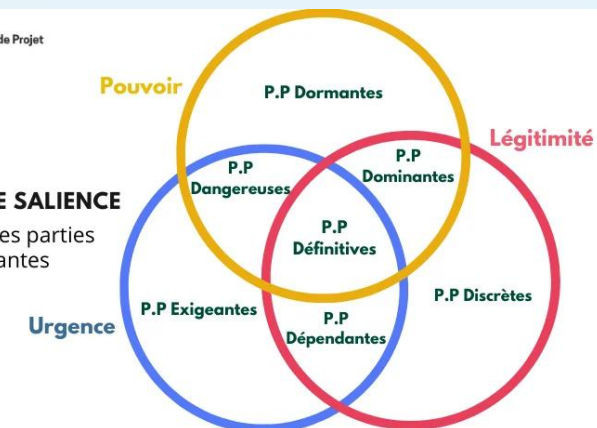 de Projet
Pouvoir
P.P Dormantes
Légitimité
P.P
Dangereuses
P.P
Dominantes
E SALIENCE
es parties
antes
P.P
Définitives
P.P Exigeantes
P.P Discrètes
Urgence
P.P
Dépendantes